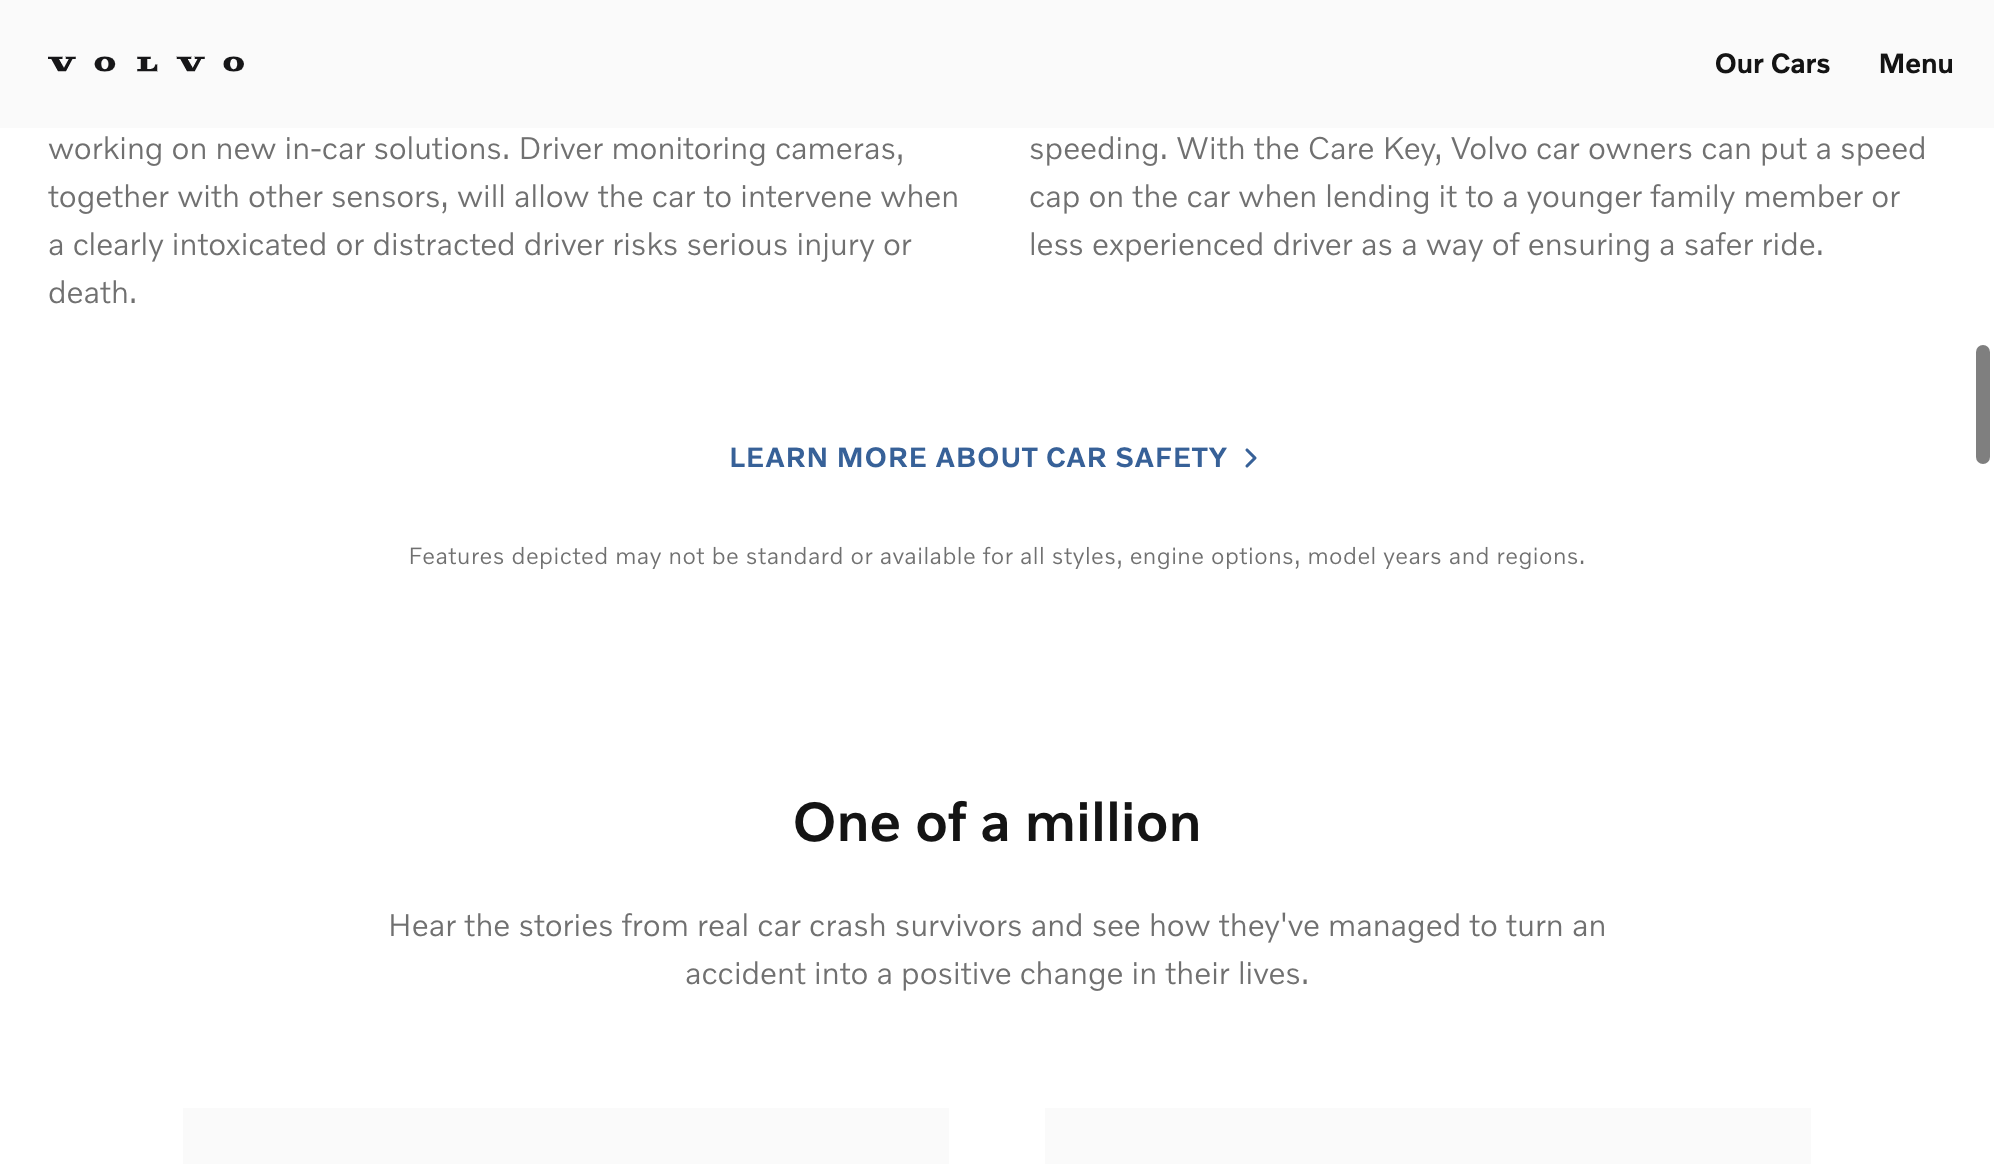 VOLVO
Our Cars
Menu
working on new in-car solutions. Driver monitoring cameras,
together with other sensors, will allow the car to intervene when
a clearly intoxicated or distracted driver risks serious injury or
death.
speeding. With the Care Key, Volvo car owners can put a speed
cap on the car when lending it to a younger family member or
less experienced driver as a way of ensuring a safer ride.
LEARN MORE ABOUT CAR SAFETY
Features depicted may not be standard or available for all styles, engine options, model years and regions.
One of a million
Hear the stories from real car crash survivors and see how they've managed to turn an
accident into a positive change in their lives.